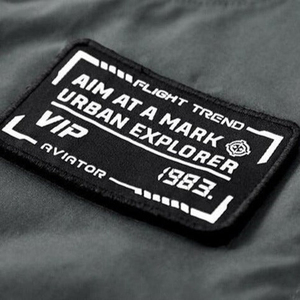 FLIGHT TREND
AIM AT A MARK
URBAN EXPLORER
VIP
1983.
AVIATOR